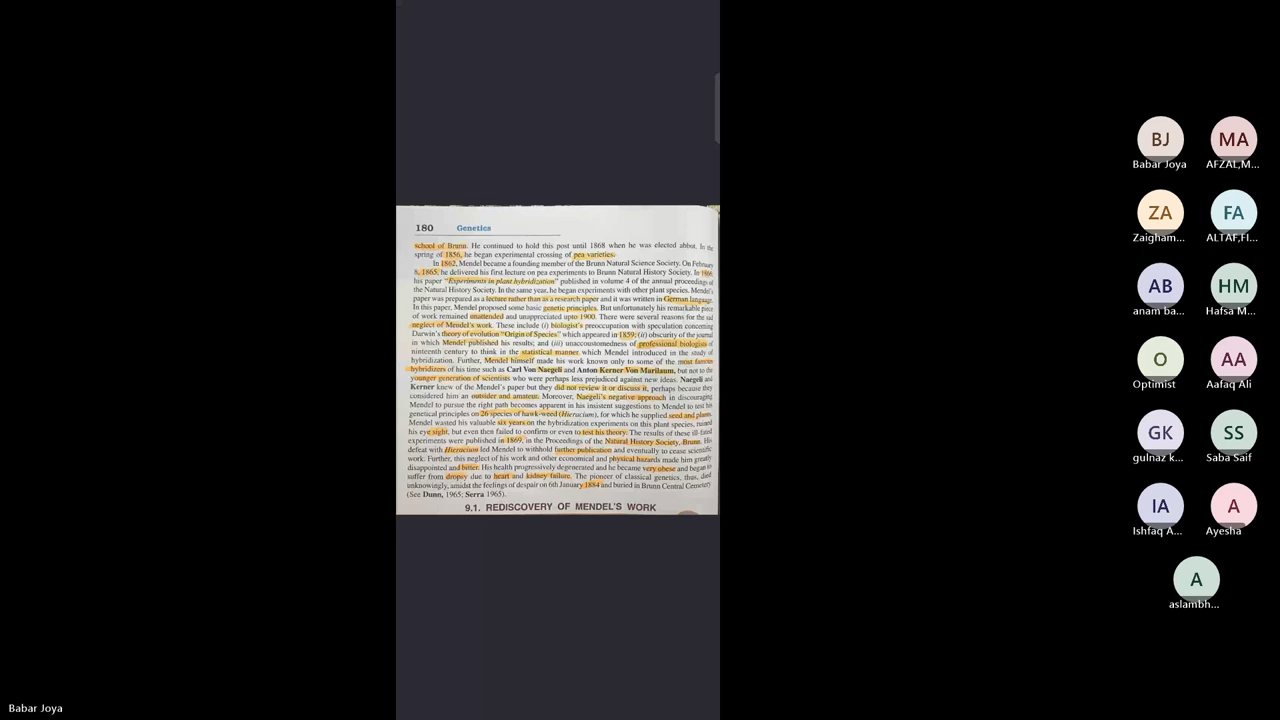 180 Genetics
school of Brunn. He continued to hold this post until 1868 when he was elected abbot. In the
spring of 1856, he began experimental crossing of pea varieties.
In 1862, Mendel became a founding member of the Brunn Natural Science Society. On February
8, 1865, he delivered his first lecture on pea experiments to Brunn Natural History Society. In 1866
his paper "Experiments in plant hybridization" published in volume 4 of the annual proceedings of
the Natural History Society. In the same year, he began experiments with other plant species. Mendel's
paper was prepared as a lecture rather than as a research paper and it was written in German language.
In this paper, Mendel proposed some basic genetic principles. But unfortunately his remarkable piece
of work remained unattended and unappreciated upto 1900. There were several reasons for the sad
neglect of Mendel's work. These include (i) biologist's preoccupation with speculation concerning
Darwin's theory of evolution "Origin of Species" which appeared in 1859; (ii) obscurity of the journal
in which Mendel published his results; and (iii) unaccustomedness of professional biologists of
nineteenth century to think in the statistical manner which Mendel introduced in the study of
hybridization. Further, Mendel himself made his work known only to some of the most famous
hybridizers of his time such as Carl Von Naegeli and Anton Kerner Von Marilaum, but not to the
younger generation of scientists who were perhaps less prejudiced against new ideas. Naegeli and
Kerner knew of the Mendel's paper but they did not review it or discuss it, perhaps because they
considered him an outsider and amateur. Moreover, Naegeli's negative approach in discouraging
Mendel to pursue the right path becomes apparent in his insistent suggestions to Mendel to test his
genetical principles on 26 species of hawk-weed (Hieracium), for which he supplied seed and plants.
Mendel wasted his valuable six years on the hybridization experiments on this plant species, ruined
his eye sight, but even then failed to confirm or even to test his theory. The results of these ill-fated
experiments were published in 1869, in the Proceedings of the Natural History Society, Brunn. His
defeat with Hieracium led Mendel to withhold further publication and eventually to cease scientific
work. Further, this neglect of his work and other economical and physical hazards made him greatly
disappointed and bitter. His health progressively degenerated and he became very obese and began to
suffer from dropsy due to heart and kidney failure. The pioneer of classical genetics, thus, died
unknowingly, amidst the feelings of despair on 6th January 1884 and buried in Brunn Central Cemetery
(See Dunn, 1965; Serra 1965).
9.1. REDISCOVERY OF MENDEL'S WORK
BJ MA
Babar Joya AFZAL,M...
ZA FA
Zaigham... ALTAF,FI...
AB HM
anam ba... Hafsa M...
O AA
Optimist Aafaq Ali
GK SS
gulnaz k... Saba Saif
IA A
Ishfaq A... Ayesha
A
aslambh...
Babar Joya